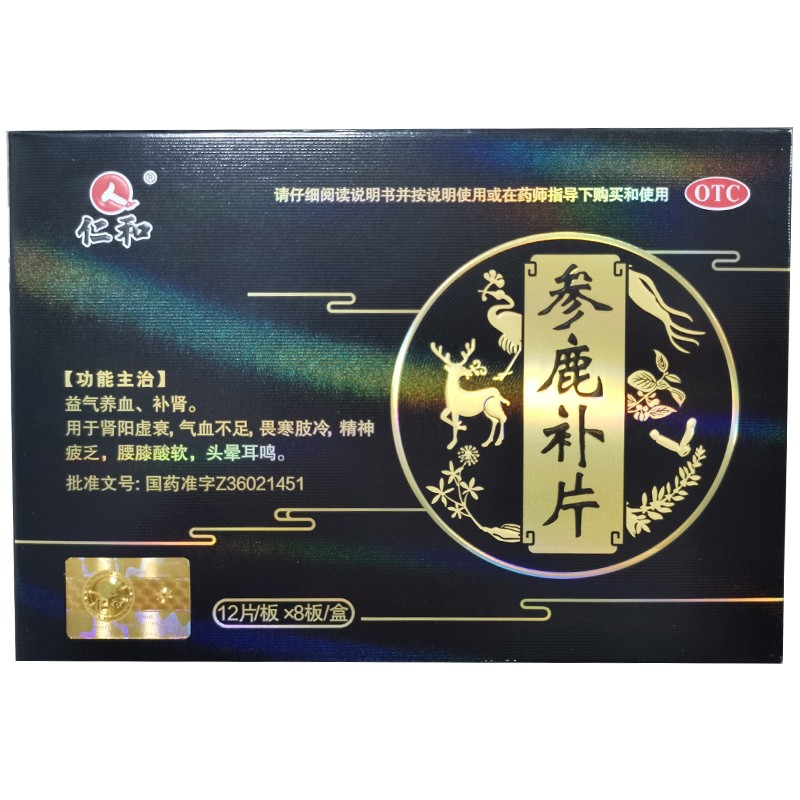 仁和
®
请仔细阅读说明书并按说明使用或在药师指导下购买和使用
OTC
参鹿补片
【功能主治】
益气养血、补肾。
用于肾阳虚衰,气血不足,畏寒肢冷,精神
疲乏,腰膝酸软,头晕耳鸣。
批准文号:国药准字Z36021451
12片/板 ×8板/盒
仁和